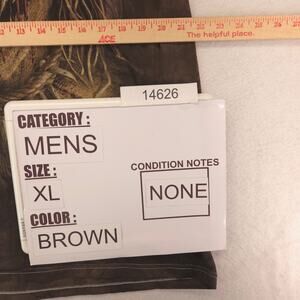 ACE The helpful place.
14626
CATEGORY :
MENS
SIZE :
XL
CONDITION NOTES
NONE
COLOR :
BROWN